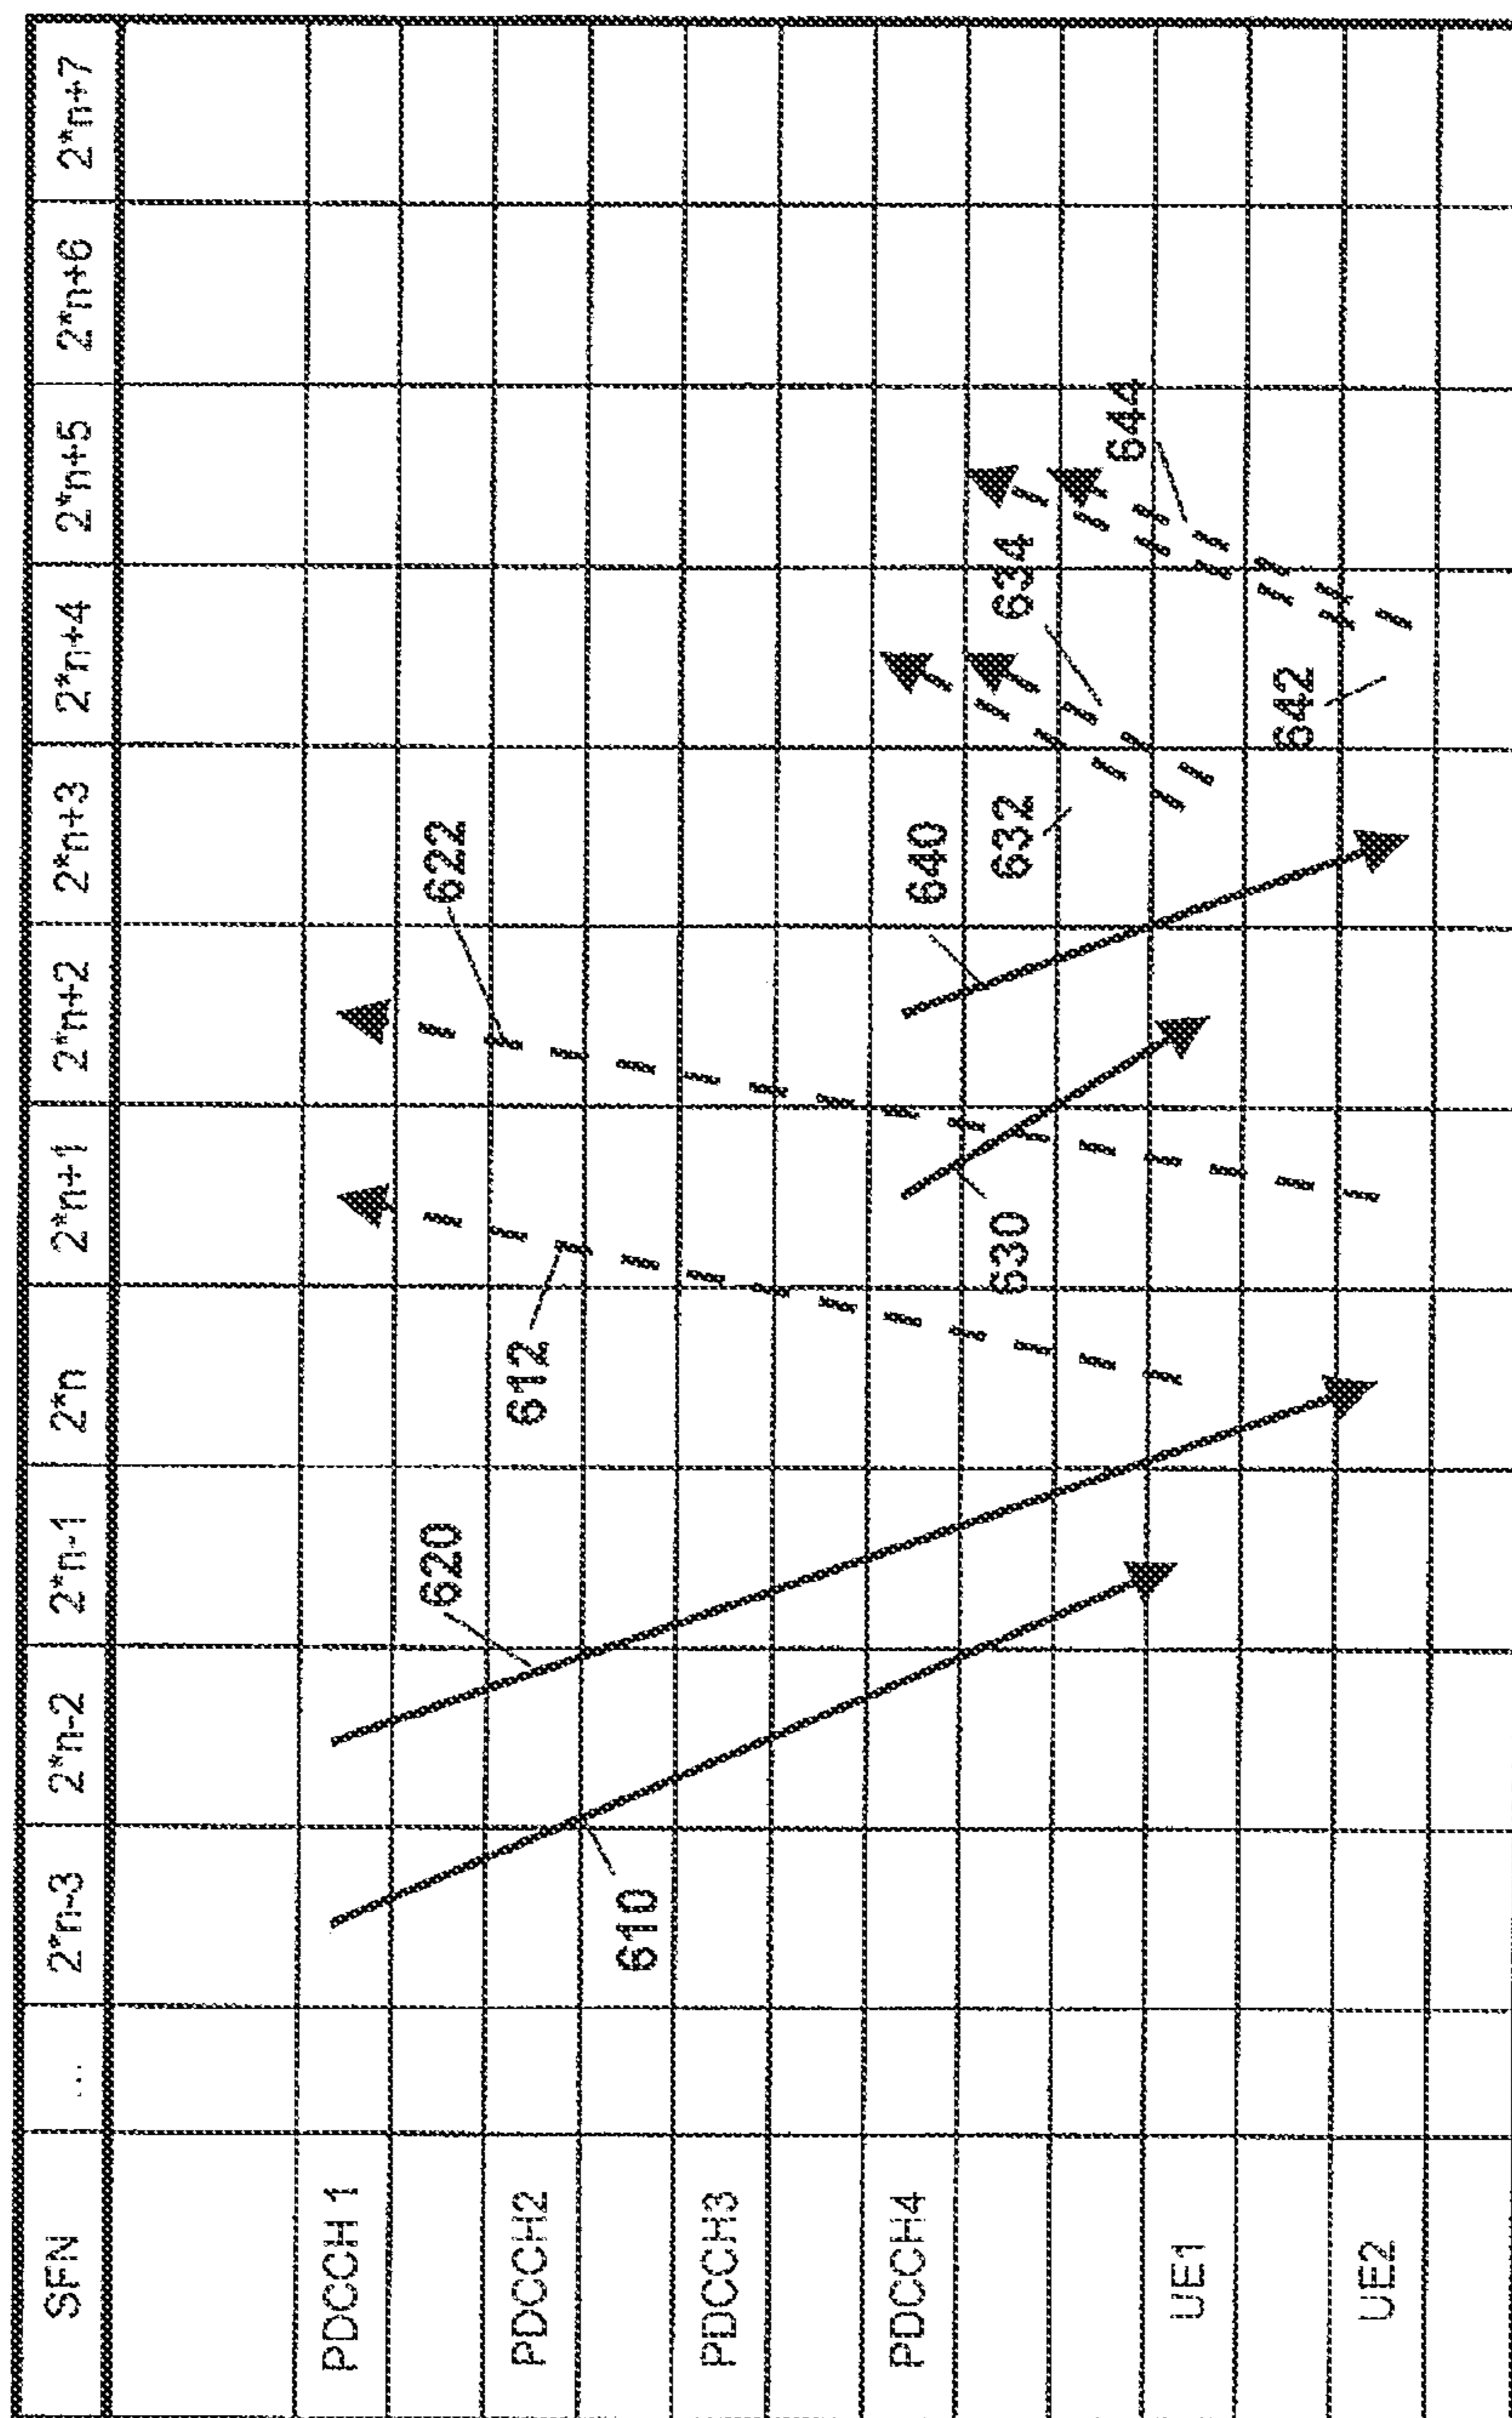 SFN ... 2*n-3 2*n-2 2*n-1 2*n 2*n+1 2*n+2 2*n+3 2*n+4 2*n+5 2*n+6 2*n+7
PDCCH 1
620 622
PDCCH2
612
610
PDCCH3
PDCCH4
640
630 632 634
644
UE1
642
UE2